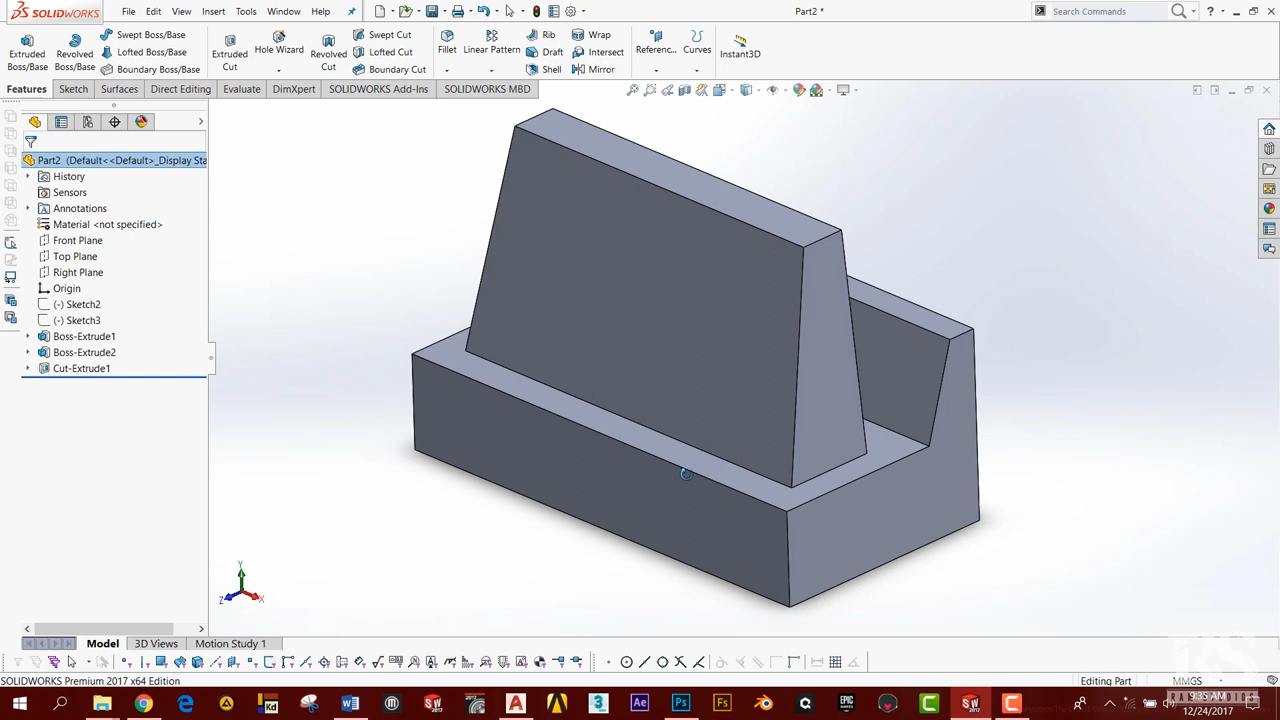 SOLIDWORKS
File Edit View Insert Tools Window Help
Part2 *
Search Commands
Extruded Boss/Base
Revolved Boss/Base
Swept Boss/Base
Lofted Boss/Base
Boundary Boss/Base
Extruded Cut
Hole Wizard
Revolved Cut
Swept Cut
Lofted Cut
Boundary Cut
Fillet
Linear Pattern
Rib
Draft
Shell
Wrap
Intersect
Mirror
Referenc...
Curves
Instant3D
Features Sketch Surfaces Direct Editing Evaluate DimXpert SOLIDWORKS Add-Ins SOLIDWORKS MBD
Part2 (Default<<Default>_Display Sta
History
Sensors
Annotations
Material <not specified>
Front Plane
Top Plane
Right Plane
Origin
(-) Sketch2
(-) Sketch3
Boss-Extrude1
Boss-Extrude2
Cut-Extrude1
Y
Z X
Model 3D Views Motion Study 1
SOLIDWORKS Premium 2017 x64 Edition
Editing Part
MMGS
9:35 AM
12/24/2017